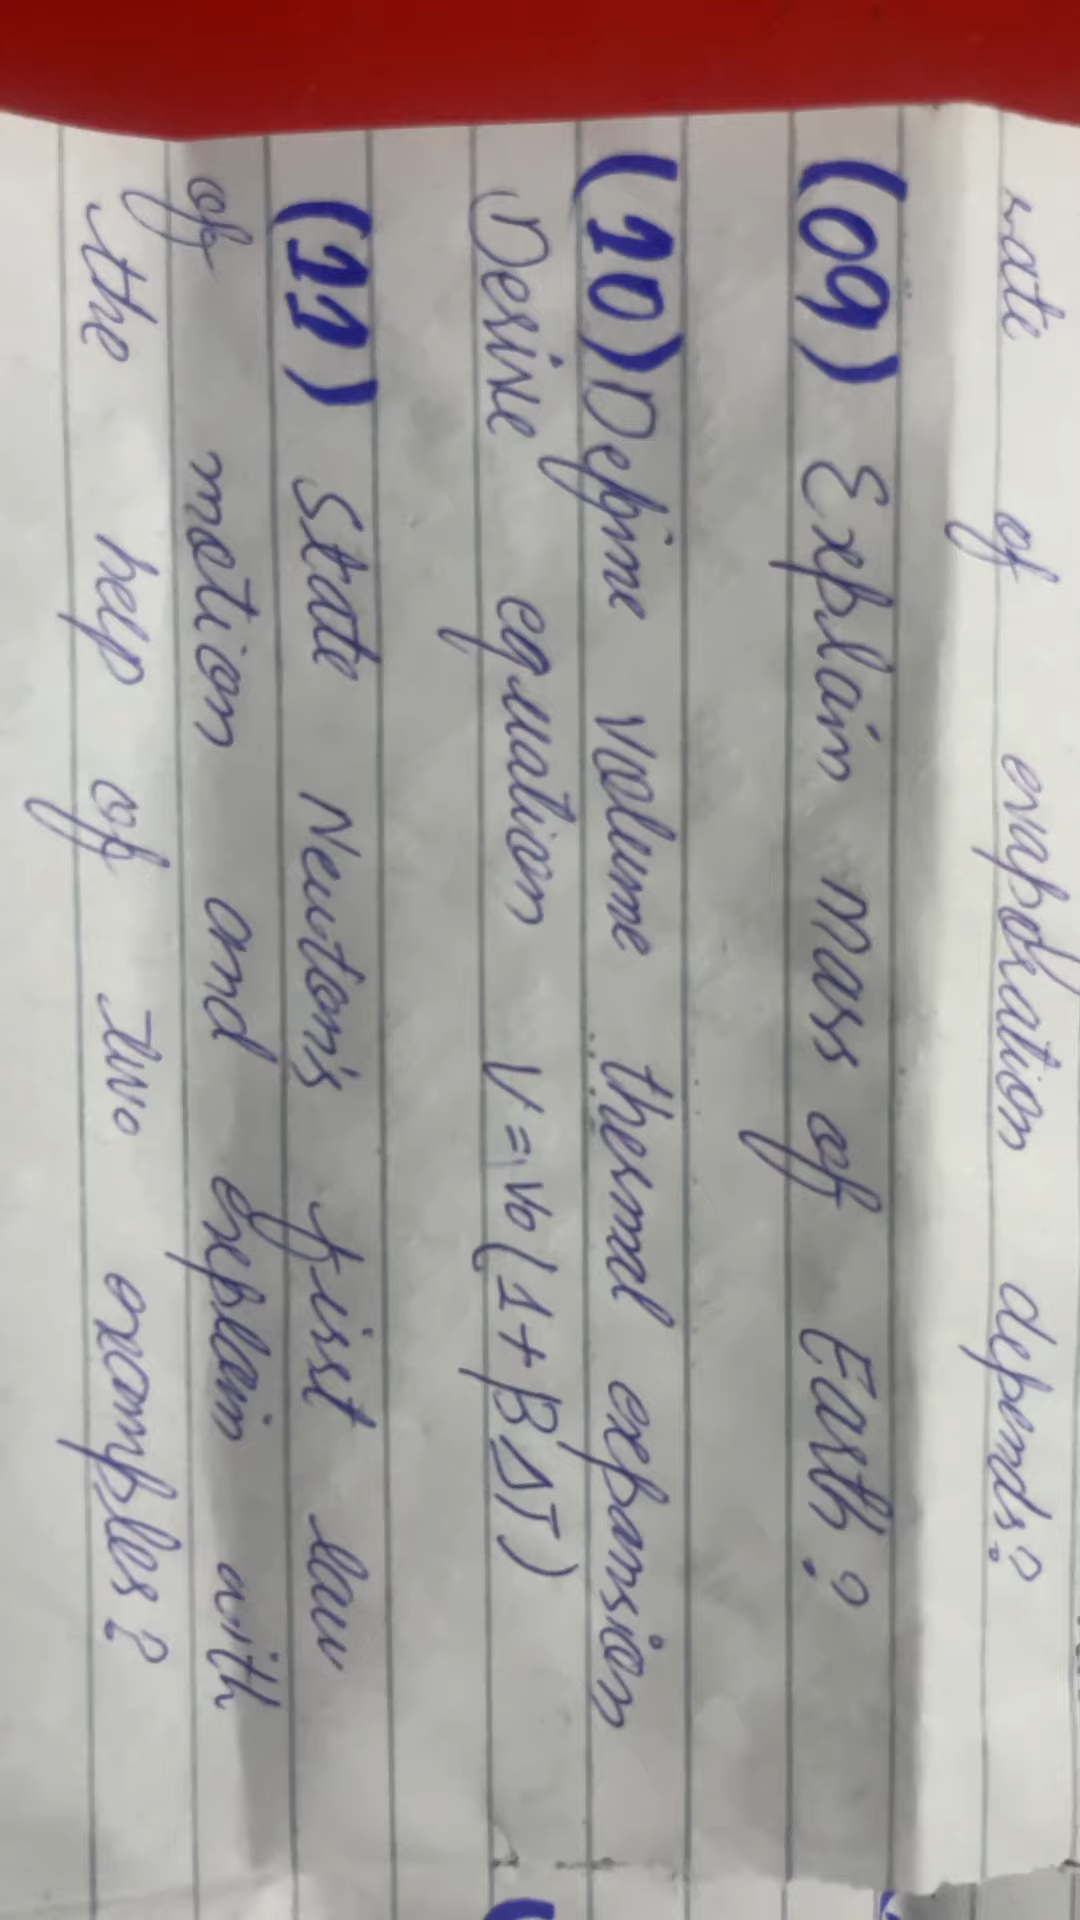 rate of evaporation depends?
(09) Explain mass of Earth?
(10) Define volume thermal expansion
Derive equation V = Vo (1 + βΔT)
(11) State Newton's first law
of motion and explain with
the help of two examples?